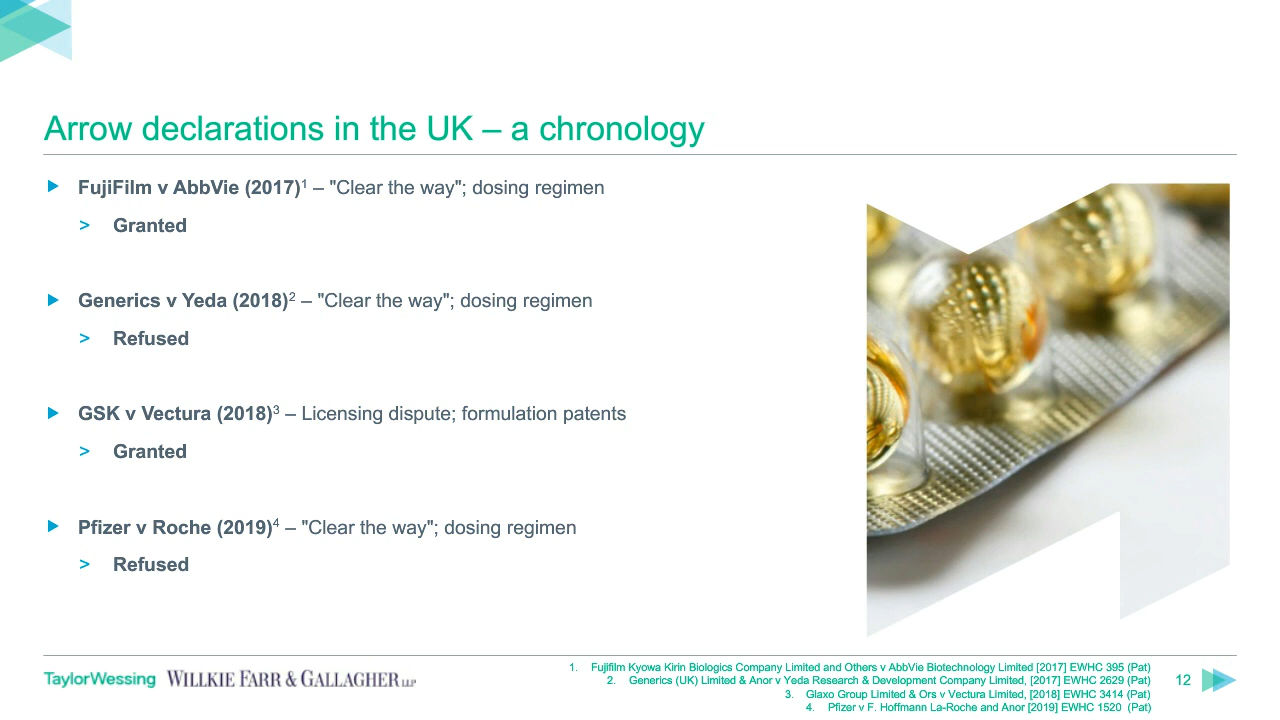 Arrow declarations in the UK – a chronology
FujiFilm v AbbVie (2017)1 – "Clear the way"; dosing regimen
> Granted
Generics v Yeda (2018)2 – "Clear the way"; dosing regimen
> Refused
GSK v Vectura (2018)3 – Licensing dispute; formulation patents
> Granted
Pfizer v Roche (2019)4 – "Clear the way"; dosing regimen
> Refused
TaylorWessing WILLKIE FARR & GALLAGHER LLP
1. Fujifilm Kyowa Kirin Biologics Company Limited and Others v AbbVie Biotechnology Limited [2017] EWHC 395 (Pat)
2. Generics (UK) Limited & Anor v Yeda Research & Development Company Limited, [2017] EWHC 2629 (Pat)
3. Glaxo Group Limited & Ors v Vectura Limited, [2018] EWHC 3414 (Pat)
4. Pfizer v F. Hoffmann La-Roche and Anor [2019] EWHC 1520 (Pat)
12